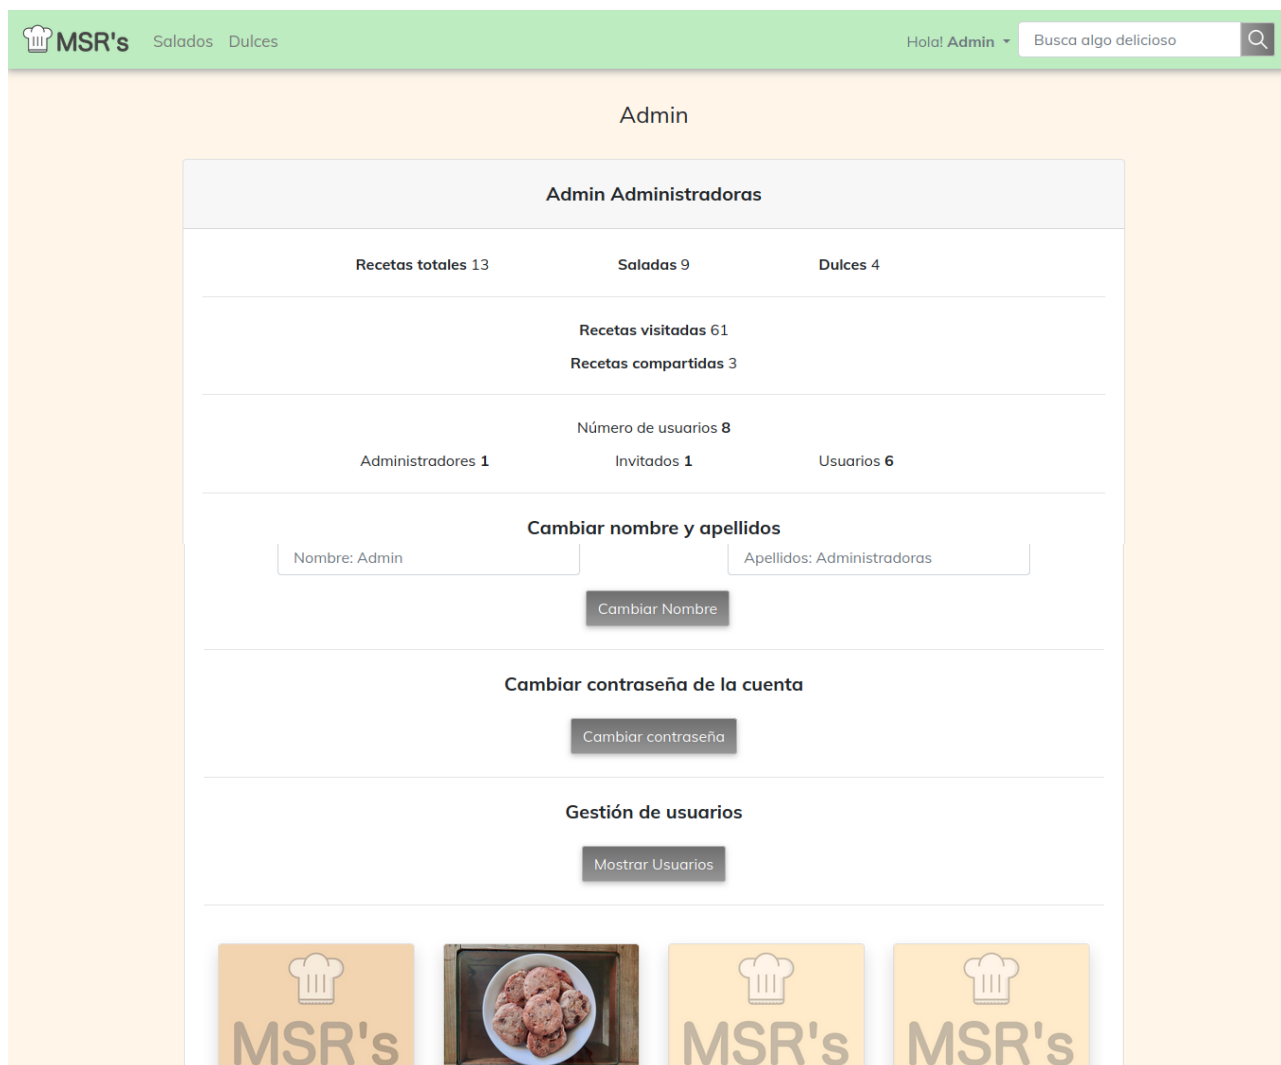 MSR's Salados Dulces Hola! Admin Busca algo delicioso
Admin
Admin Administradoras
Recetas totales 13 Saladas 9 Dulces 4
Recetas visitadas 61
Recetas compartidas 3
Número de usuarios 8
Administradores 1 Invitados 1 Usuarios 6
Cambiar nombre y apellidos
Nombre: Admin Apellidos: Administradoras
Cambiar Nombre
Cambiar contraseña de la cuenta
Cambiar contraseña
Gestión de usuarios
Mostrar Usuarios
MSR's MSR's MSR's